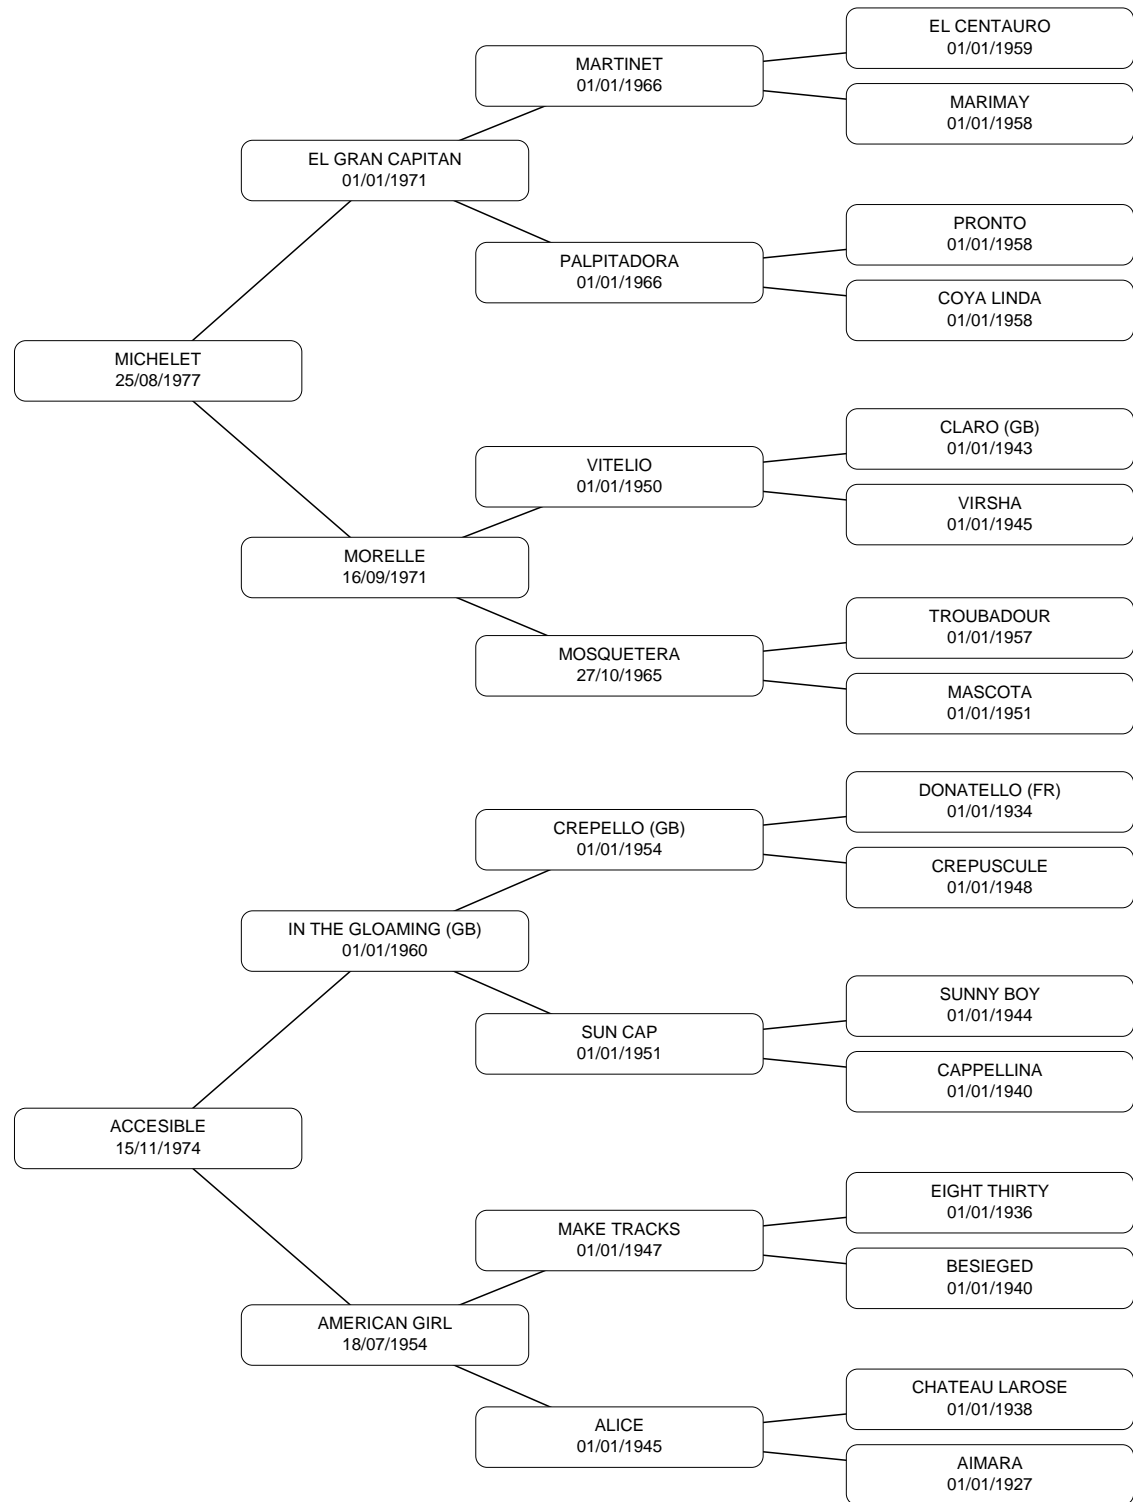 EL CENTAURO
01/01/1959
MARTINET
01/01/1966
MARIMAY
01/01/1958
EL GRAN CAPITAN
01/01/1971
PRONTO
01/01/1958
PALPITADORA
01/01/1966
COYA LINDA
01/01/1958
MICHELET
25/08/1977
CLARO (GB)
01/01/1943
VITELIO
01/01/1950
VIRSHA
01/01/1945
MORELLE
16/09/1971
TROUBADOUR
01/01/1957
MOSQUETERA
27/10/1965
MASCOTA
01/01/1951
DONATELLO (FR)
01/01/1934
CREPELLO (GB)
01/01/1954
CREPUSCULE
01/01/1948
IN THE GLOAMING (GB)
01/01/1960
SUNNY BOY
01/01/1944
SUN CAP
01/01/1951
CAPPELLINA
01/01/1940
ACCESIBLE
15/11/1974
EIGHT THIRTY
01/01/1936
MAKE TRACKS
01/01/1947
BESIEGED
01/01/1940
AMERICAN GIRL
18/07/1954
CHATEAU LAROSE
01/01/1938
ALICE
01/01/1945
AIMARA
01/01/1927